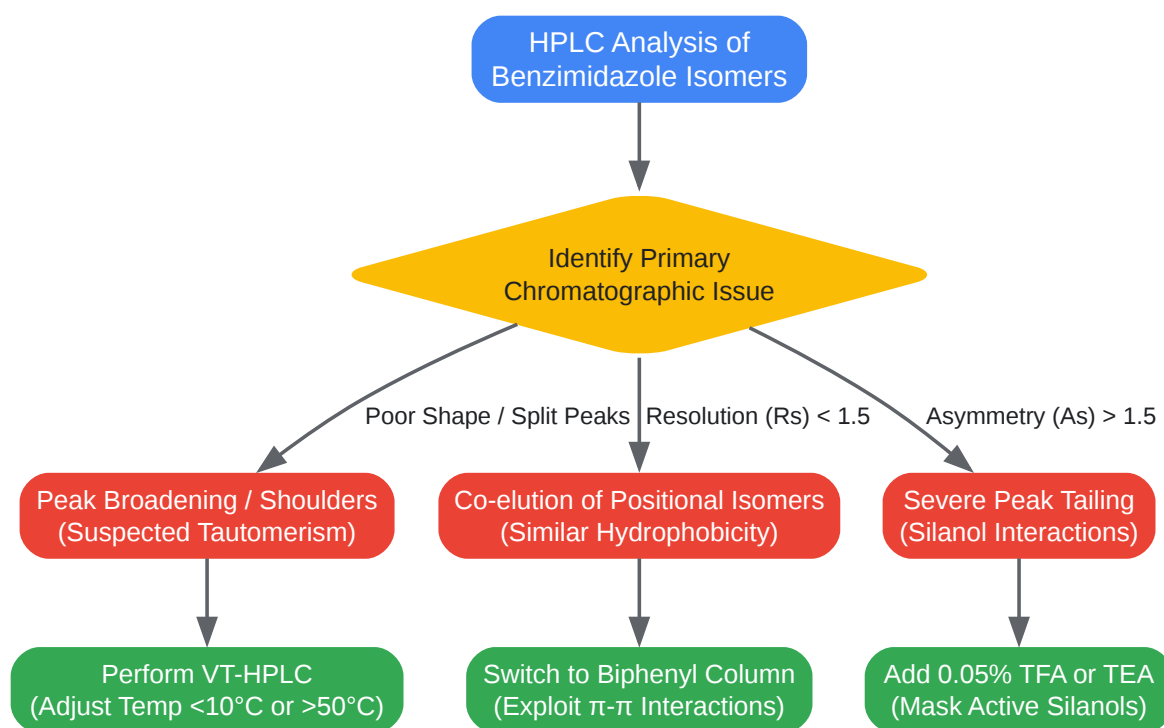 HPLC Analysis of
Benzimidazole Isomers
Identify Primary
Chromatographic Issue
Poor Shape / Split Peaks
Resolution (Rs) < 1.5
Asymmetry (As) > 1.5
Peak Broadening / Shoulders
(Suspected Tautomerism)
Co-elution of Positional Isomers
(Similar Hydrophobicity)
Severe Peak Tailing
(Silanol Interactions)
Perform VT-HPLC
(Adjust Temp <10°C or >50°C)
Switch to Biphenyl Column
(Exploit π-π Interactions)
Add 0.05% TFA or TEA
(Mask Active Silanols)